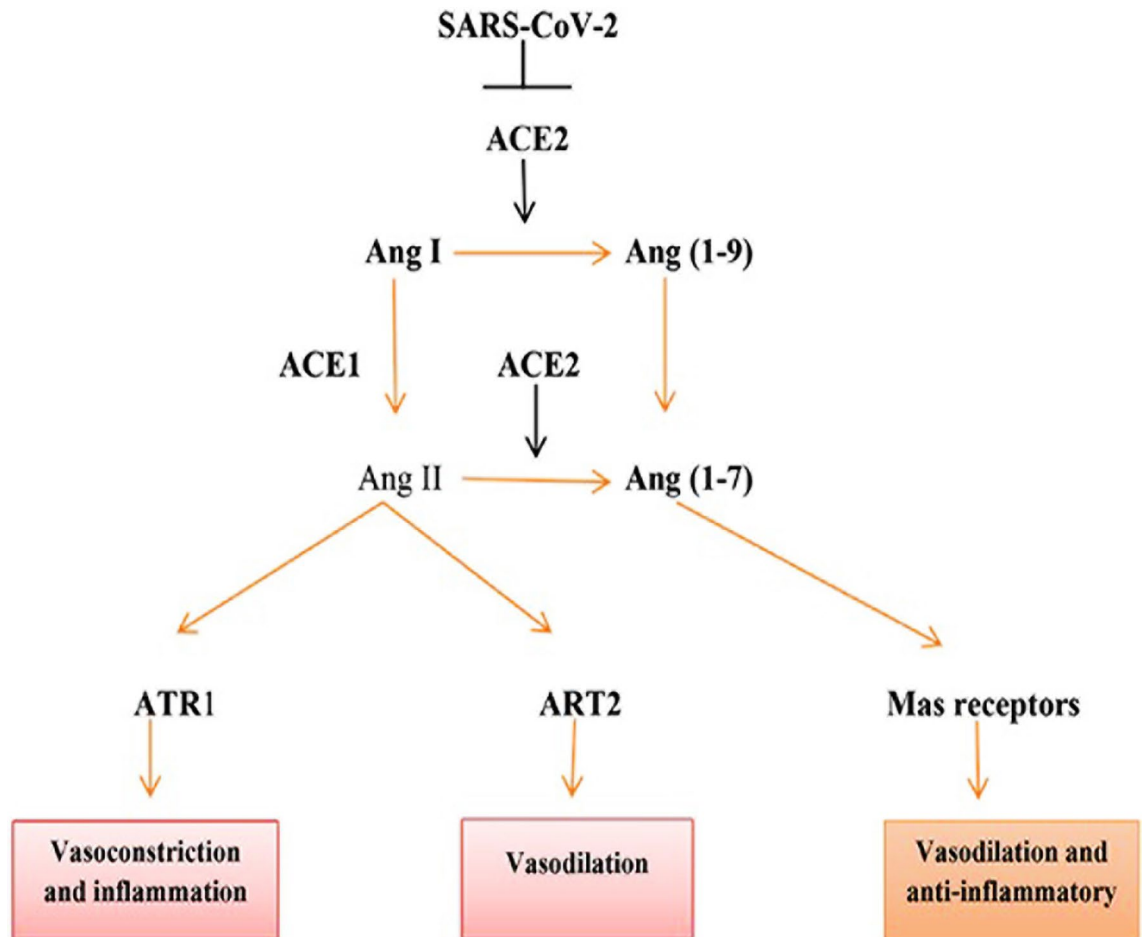 SARS-CoV-2
ACE2
Ang I
Ang (1-9)
ACE1
ACE2
Ang II
Ang (1-7)
ATR1
ART2
Mas receptors
Vasoconstriction
and inflammation
Vasodilation
Vasodilation and
anti-inflammatory